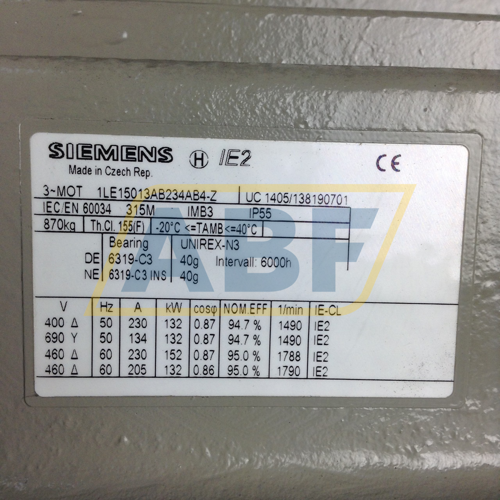 SIEMENS H IE2 CE
Made in Czech Rep.
3~MOT 1LE15013AB234AB4-Z UC 1405/138190701
IEC/EN 60034 315M IMB3 IP55
870kg Th.Cl. 155(F) -20°C <=TAMB<=40°C
Bearing UNIREX-N3
DE 6319-C3 40g Intervall: 6000h
NE 6319-C3 INS 40g
V Hz A kW cosφ NOM.EFF 1/min IE-CL
400 Δ 50 230 132 0.87 94.7 % 1490 IE2
690 Y 50 134 132 0.87 94.7 % 1490 IE2
460 Δ 60 230 152 0.87 95.0 % 1788 IE2
460 Δ 60 205 132 0.86 95.0 % 1790 IE2
ABF